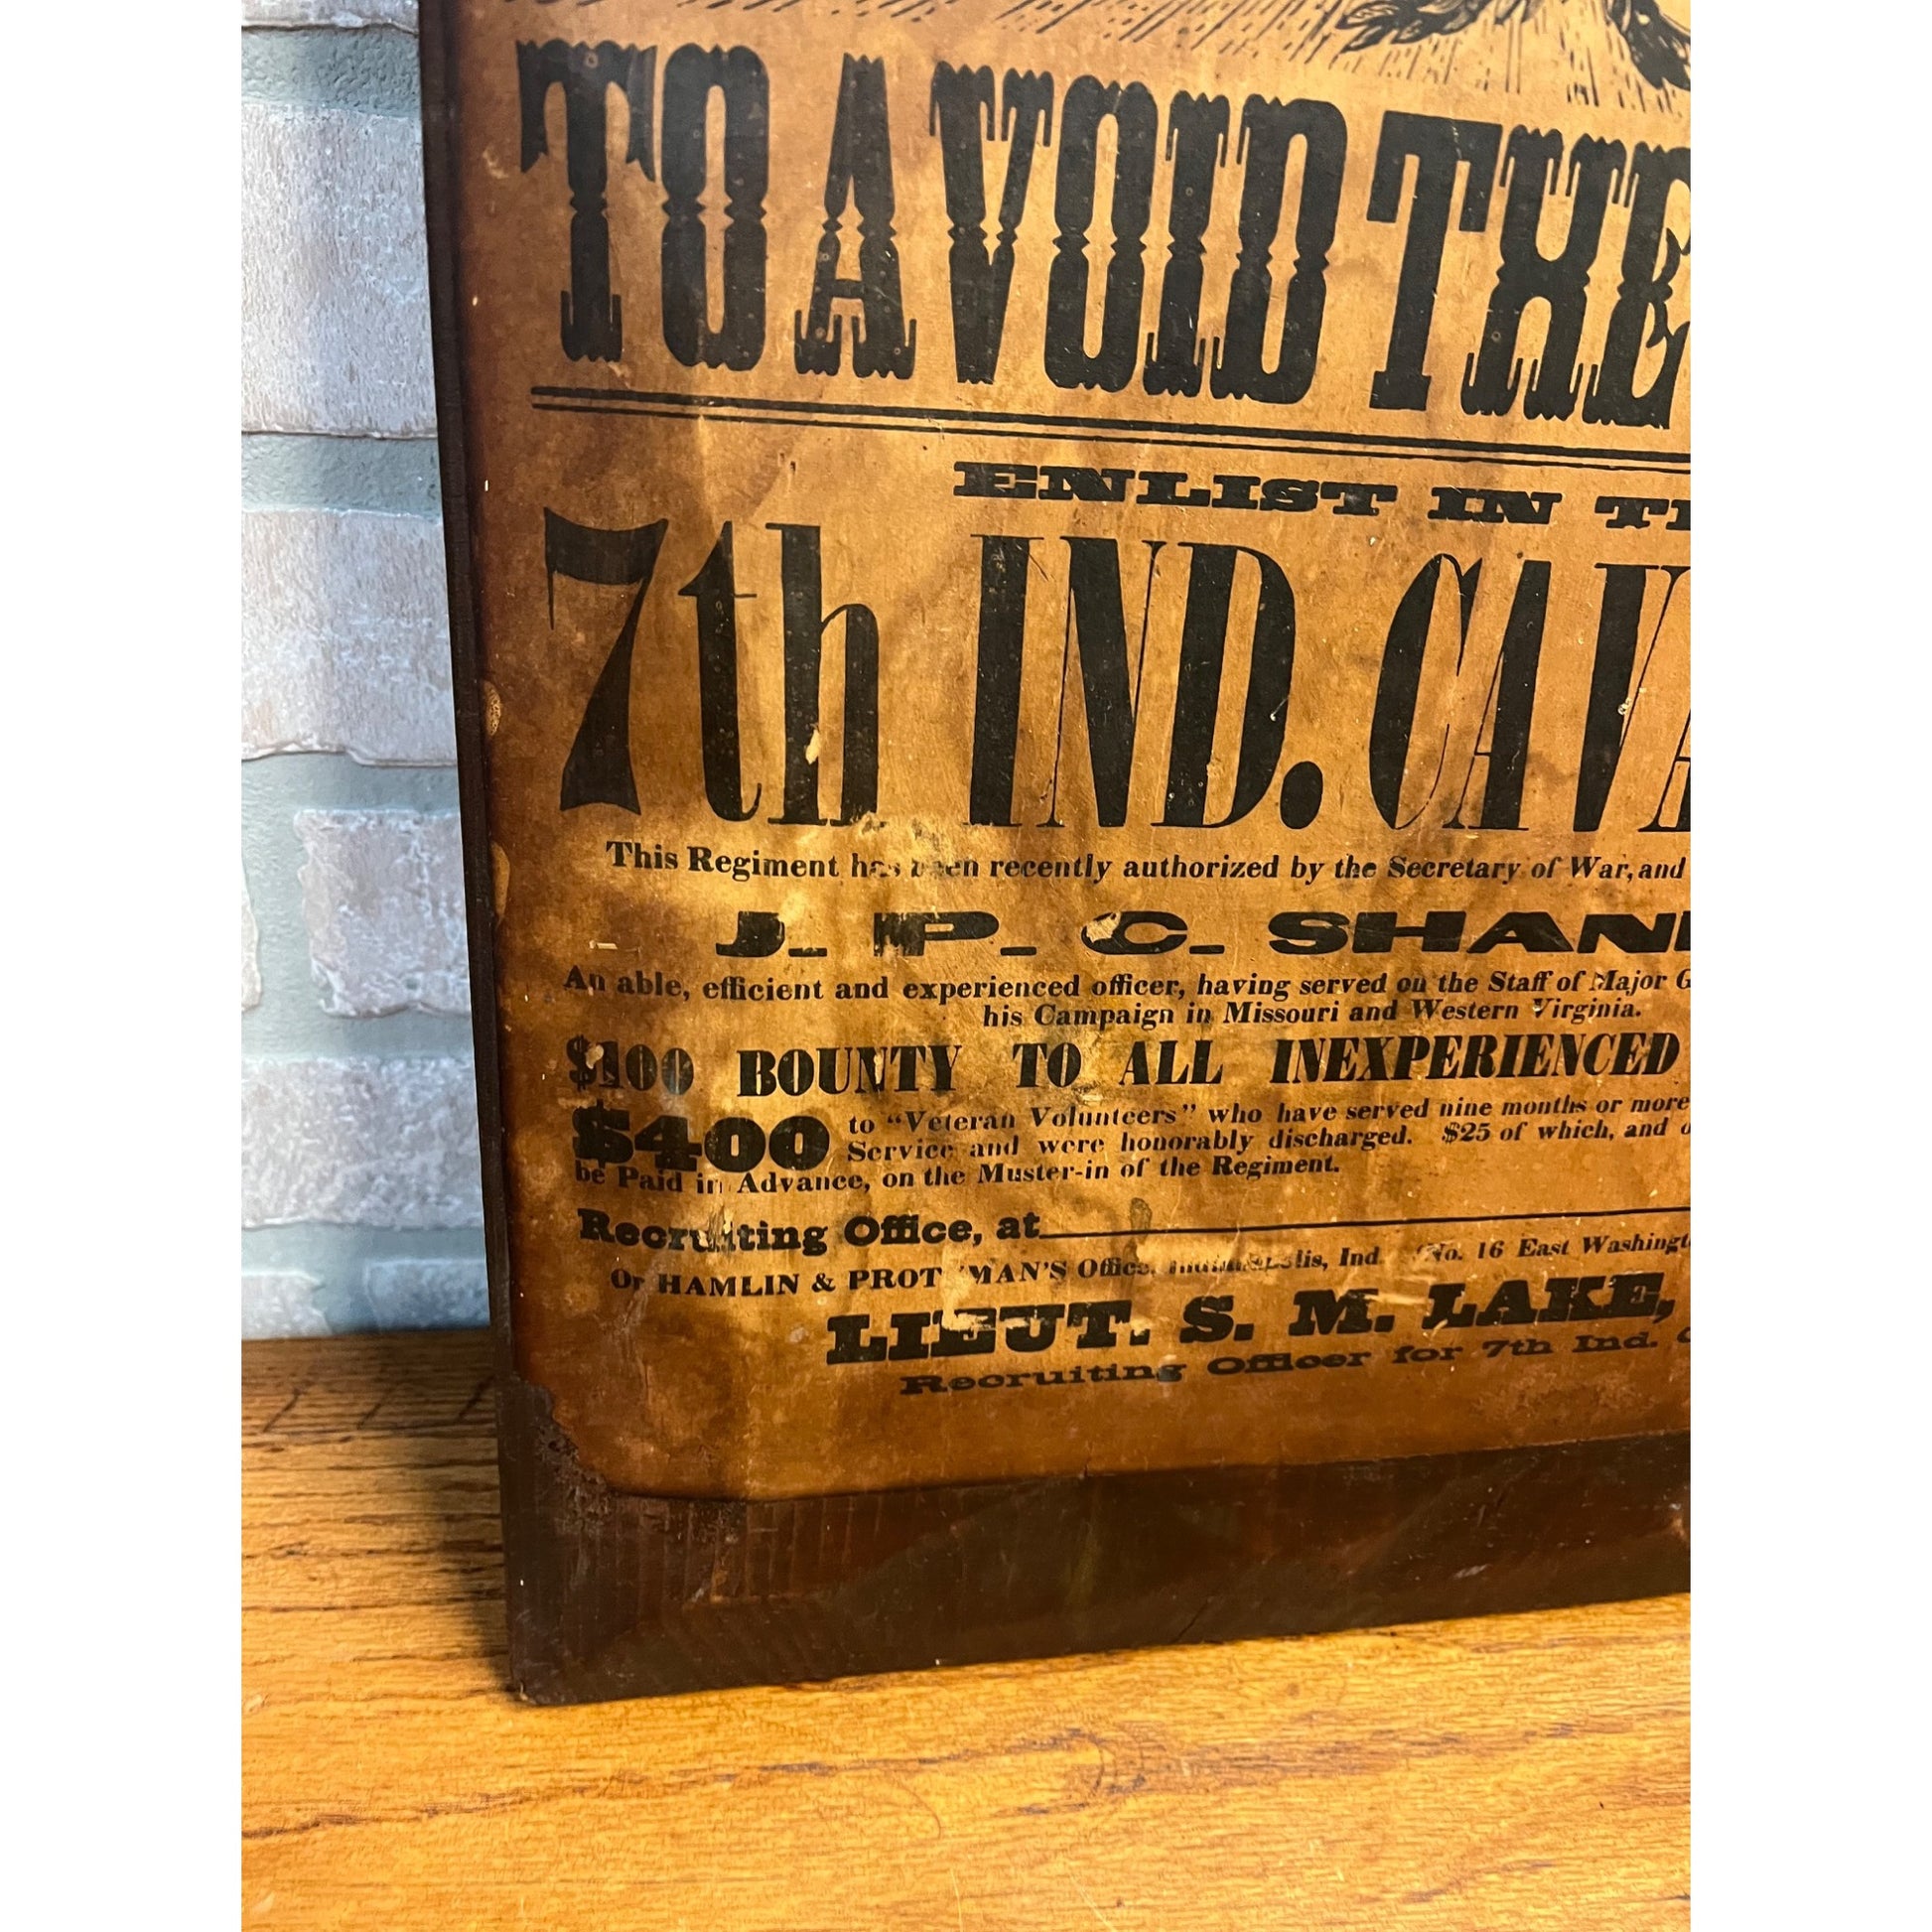 TO AVOID THE
ENLIST IN
7th IND. CAVA
This Regiment has been recently authorized by the Secretary of War, and
J. P. C. SHAN
An able, efficient and experienced officer, having served on the Staff of Major G
his Campaign in Missouri and Western Virginia.
$100 BOUNTY TO ALL INEXPERIENCED
$400 to "Veteran Volunteers" who have served nine months or more
Service and were honorably discharged. $25 of which, and
be Paid in Advance, on the Muster-in of the Regiment.
Recruiting Office, at
Or HAMLIN & PROT MAN'S Office, Indianapolis, Ind. (No. 16 East Washingt
LIEUT. S. M. LAKE,
Recruiting Officer for 7th Ind.